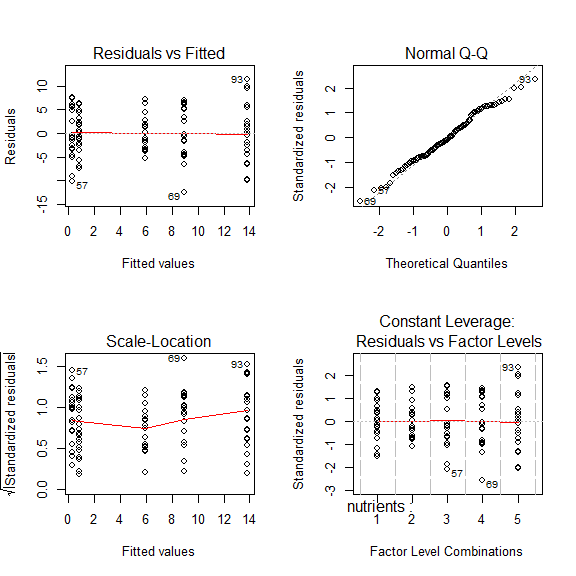 Residuals vs Fitted
Residuals
10
5
0
-5
-15
93
57
69
0 2 4 6 8 10 12 14
Fitted values
Normal Q-Q
Standardized residuals
2
1
0
-1
-2
93
57
69
-2 -1 0 1 2
Theoretical Quantiles
Scale-Location
√|Standardized residuals|
1.5
1.0
0.5
0.0
57
69
93
0 2 4 6 8 10 12 14
Fitted values
Constant Leverage:
Residuals vs Factor Levels
Standardized residuals
2
1
0
-1
-2
-3
93
57
69
nutrients :
1 2 3 4 5
Factor Level Combinations